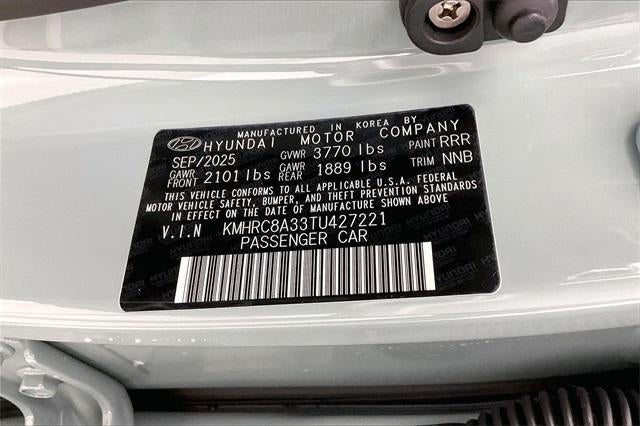 MANUFACTURED IN KOREA BY
HYUNDAI MOTOR COMPANY
SEP/2025 GVWR 3770 lbs PAINT RRR
GAWR FRONT 2101 lbs GAWR REAR 1889 lbs TRIM NNB
THIS VEHICLE CONFORMS TO ALL APPLICABLE U.S.A. FEDERAL
MOTOR VEHICLE SAFETY, BUMPER, AND THEFT PREVENTION STANDARDS
IN EFFECT ON THE DATE OF MANUFACTURE SHOWN ABOVE.
V.I.N KMHRC8A33TU427221
PASSENGER CAR